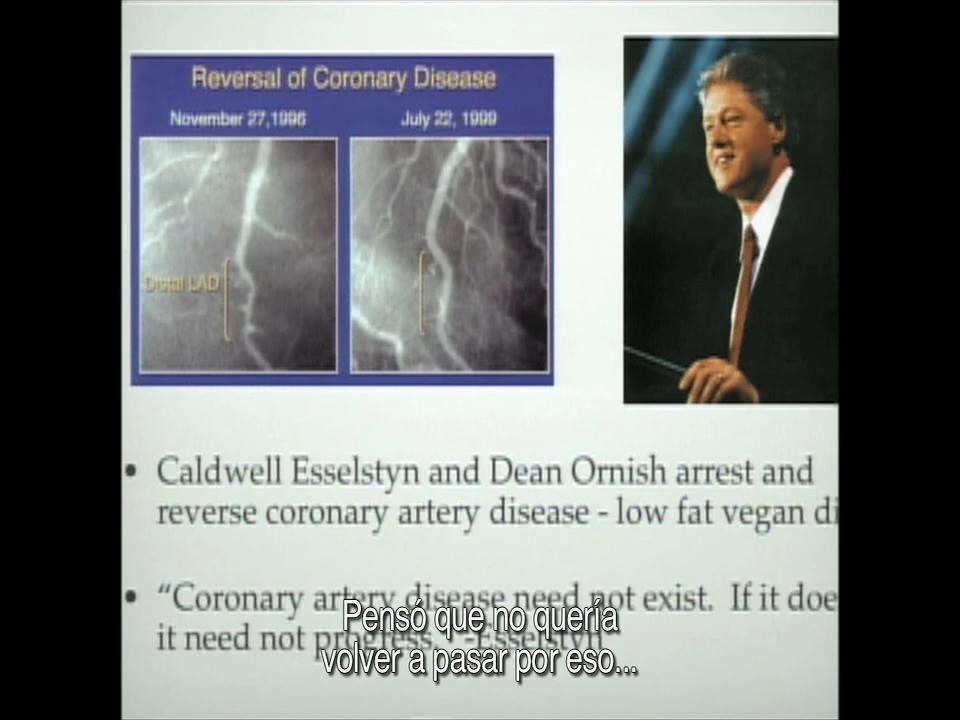 Reversal of Coronary Disease
November 27, 1996
July 22, 1999
Distal LAD
• Caldwell Esselstyn and Dean Ornish arrest and
reverse coronary artery disease - low fat vegan di
• “Coronary artery disease need not exist. If it doe
it need not progress." -Esselstyn
Pensó que no quería
volver a pasar por eso...